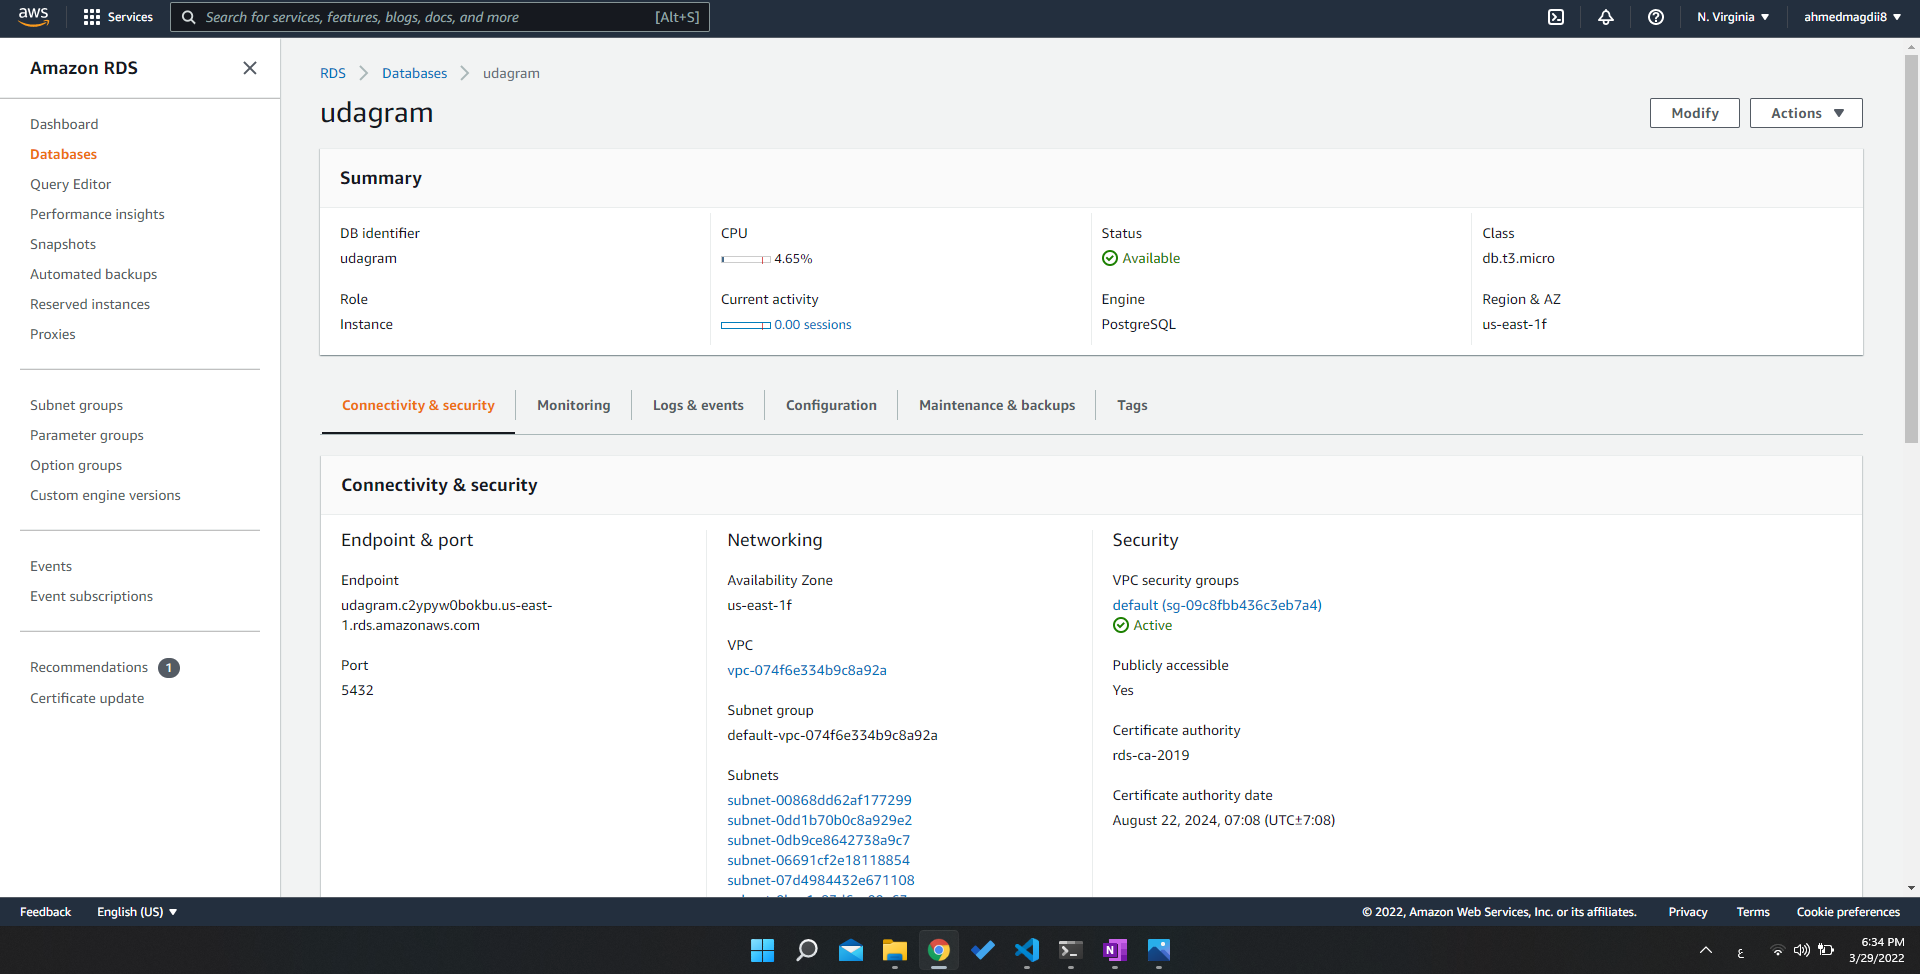 aws
Services
Search for services, features, blogs, docs, and more
[Alt+S]
N. Virginia
ahmedmagdii8
Amazon RDS
Dashboard
Databases
Query Editor
Performance insights
Snapshots
Automated backups
Reserved instances
Proxies
Subnet groups
Parameter groups
Option groups
Custom engine versions
Events
Event subscriptions
Recommendations
1
Certificate update
RDS
Databases
udagram
udagram
Modify
Actions
Summary
DB identifier
udagram
CPU
4.65%
Status
Available
Class
db.t3.micro
Role
Instance
Current activity
0.00 sessions
Engine
PostgreSQL
Region & AZ
us-east-1f
Connectivity & security
Monitoring
Logs & events
Configuration
Maintenance & backups
Tags
Connectivity & security
Endpoint & port
Endpoint
udagram.c2ypyw0bokbu.us-east-
1.rds.amazonaws.com
Port
5432
Networking
Availability Zone
us-east-1f
VPC
vpc-074f6e334b9c8a92a
Subnet group
default-vpc-074f6e334b9c8a92a
Subnets
subnet-00868dd62af177299
subnet-0dd1b70b0c8a929e2
subnet-0db9ce8642738a9c7
subnet-06691cf2e18118854
subnet-07d4984432e671108
Security
VPC security groups
default (sg-09c8fbb436c3eb7a4)
Active
Publicly accessible
Yes
Certificate authority
rds-ca-2019
Certificate authority date
August 22, 2024, 07:08 (UTC±7:08)
Feedback
English (US)
© 2022, Amazon Web Services, Inc. or its affiliates.
Privacy
Terms
Cookie preferences
ع
6:34 PM
3/29/2022